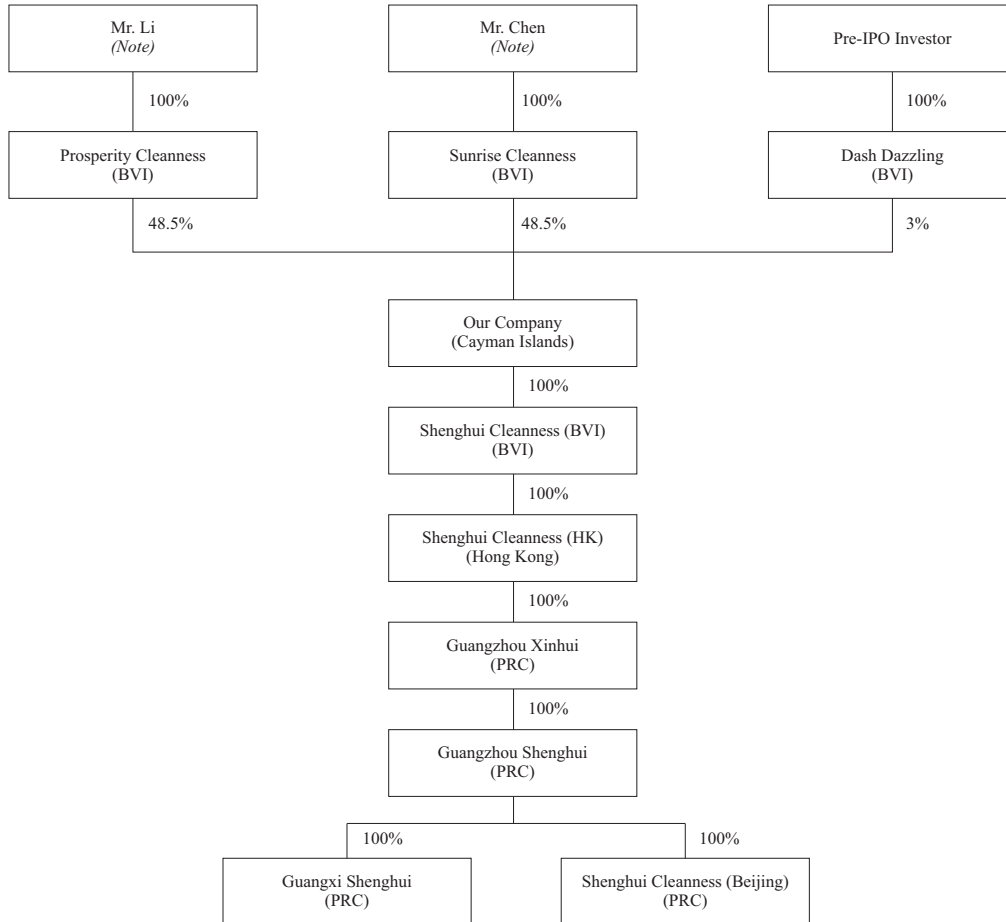 Mr. Li
(Note)
Mr. Chen
(Note)
Pre-IPO Investor
100%
100%
100%
Prosperity Cleanness
(BVI)
Sunrise Cleanness
(BVI)
Dash Dazzling
(BVI)
48.5%
48.5%
3%
Our Company
(Cayman Islands)
100%
Shenghui Cleanness (BVI)
(BVI)
100%
Shenghui Cleanness (HK)
(Hong Kong)
100%
Guangzhou Xinhui
(PRC)
100%
Guangzhou Shenghui
(PRC)
100%
100%
Guangxi Shenghui
(PRC)
Shenghui Cleanness (Beijing)
(PRC)